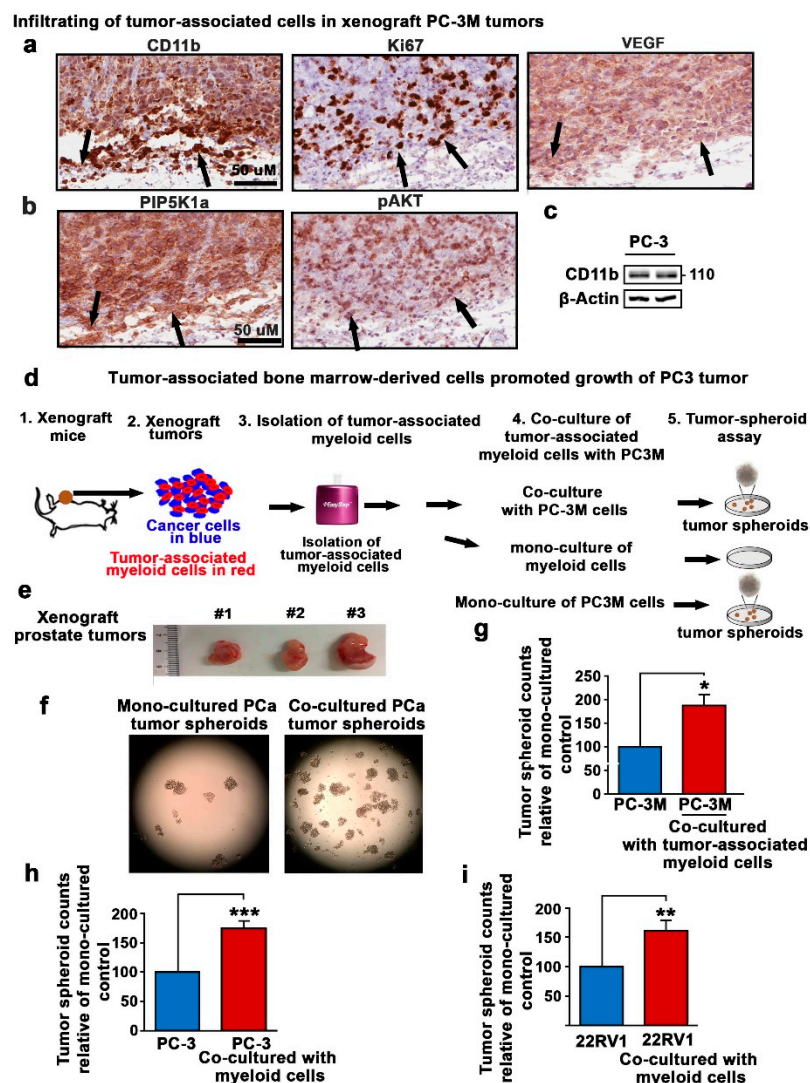 Infiltrating of tumor-associated cells in xenograft PC-3M tumors
a
CD11b
Ki67
VEGF
50 uM
b
PIP5K1a
pAKT
50 uM
c
PC-3
CD11b
110
β-Actin
d
Tumor-associated bone marrow-derived cells promoted growth of PC3 tumor
1. Xenograft
mice
2. Xenograft
tumors
3. Isolation of tumor-associated
myeloid cells
4. Co-culture of
tumor-associated
myeloid cells with PC3M
5. Tumor-spheroid
assay
Cancer cells
in blue
Tumor-associated
myeloid cells in red
Isolation of
tumor-associated
myeloid cells
Co-culture
with PC-3M cells
tumor spheroids
mono-culture of
myeloid cells
Mono-culture of PC3M cells
tumor spheroids
e
Xenograft
prostate tumors
#1
#2
#3
f
Mono-cultured PCa
tumor spheroids
Co-cultured PCa
tumor spheroids
g
Tumor spheroid counts
relative of mono-cultured
control
250
200
150
100
50
0
*
PC-3M
PC-3M
Co-cultured
with tumor-associated
myeloid cells
h
Tumor spheroid counts
relative of mono-cultured
control
200
150
100
50
0
***
PC-3
PC-3
Co-cultured with
myeloid cells
i
Tumor spheroid counts
relative of mono-cultured
control
200
150
100
50
**
22RV1
22RV1
Co-cultured with
myeloid cells